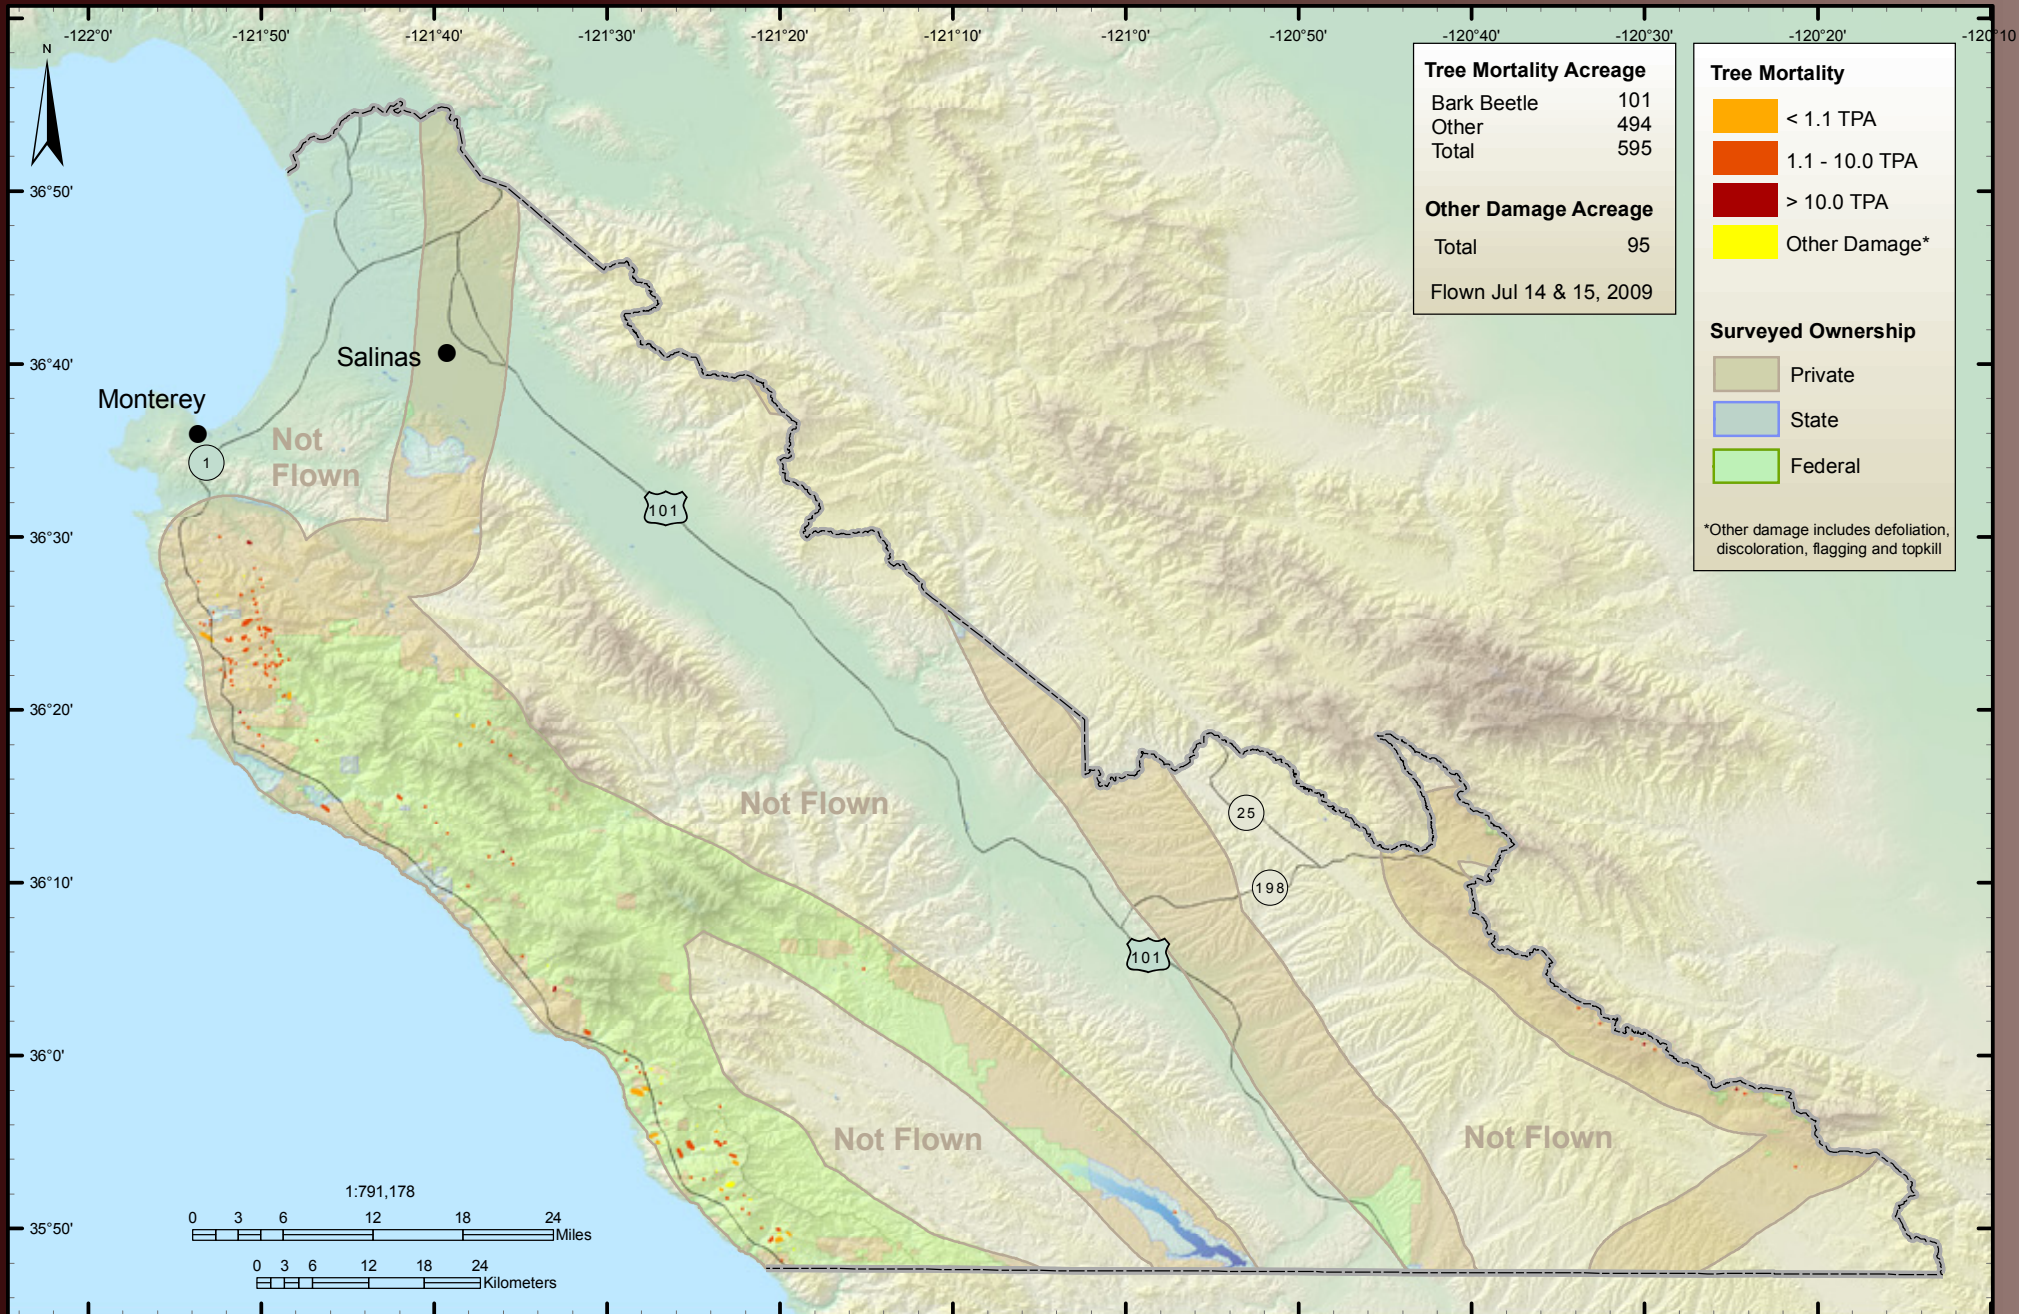 -122°0'
-121°50'
-121°40'
-121°30'
-121°20'
-121°10'
-121°0'
-120°50'
-120°40'
-120°30'
-120°20'
-120°10'
N
Tree Mortality Acreage
Bark Beetle 101
Other 494
Total 595
Other Damage Acreage
Total 95
Flown Jul 14 & 15, 2009
Tree Mortality
< 1.1 TPA
1.1 - 10.0 TPA
> 10.0 TPA
Other Damage*
Surveyed Ownership
Private
State
Federal
*Other damage includes defoliation,
discoloration, flagging and topkill
36°50'
36°40'
36°30'
36°20'
36°10'
36°0'
35°50'
Salinas
Monterey
1
Not
Flown
101
Not Flown
25
198
101
Not Flown
Not Flown
1:791,178
0 3 6 12 18 24
Miles
0 3 6 12 18 24
Kilometers